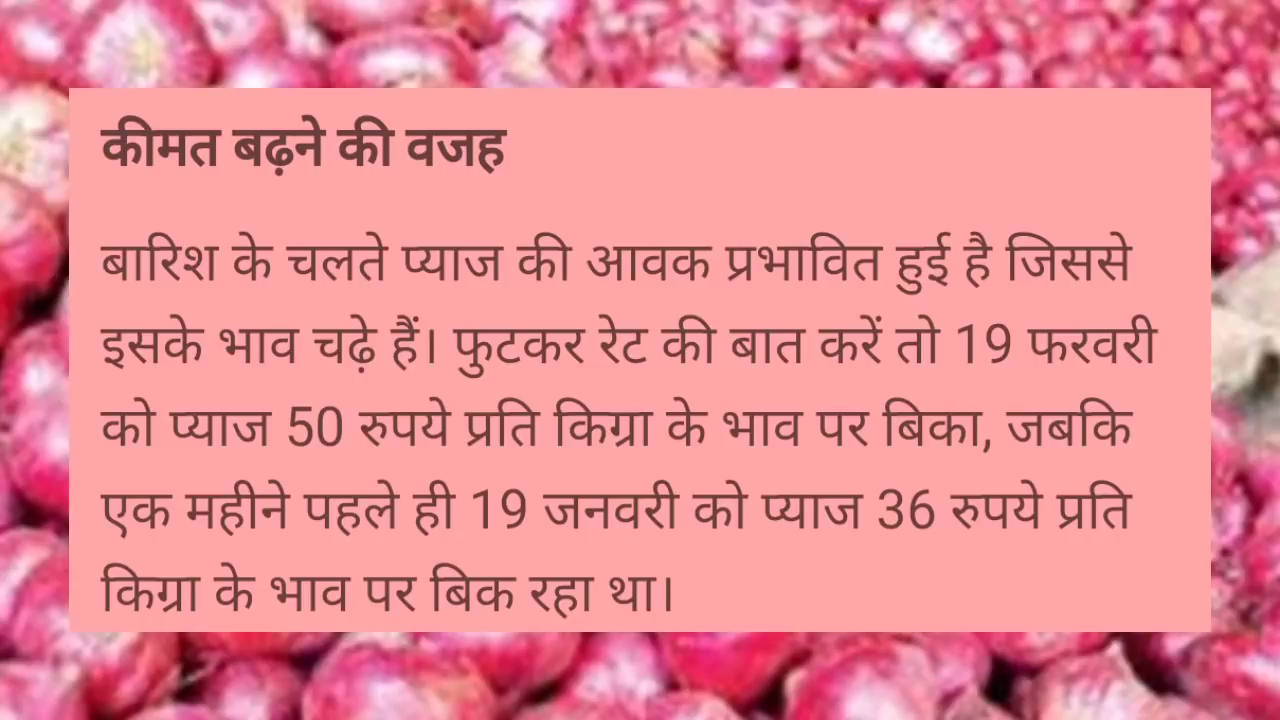 कीमत बढ़ने की वजह
बारिश के चलते प्याज की आवक प्रभावित हुई है जिससे
इसके भाव चढ़े हैं। फुटकर रेट की बात करें तो 19 फरवरी
को प्याज 50 रुपये प्रति किग्रा के भाव पर बिका, जबकि
एक महीने पहले ही 19 जनवरी को प्याज 36 रुपये प्रति
किग्रा के भाव पर बिक रहा था।